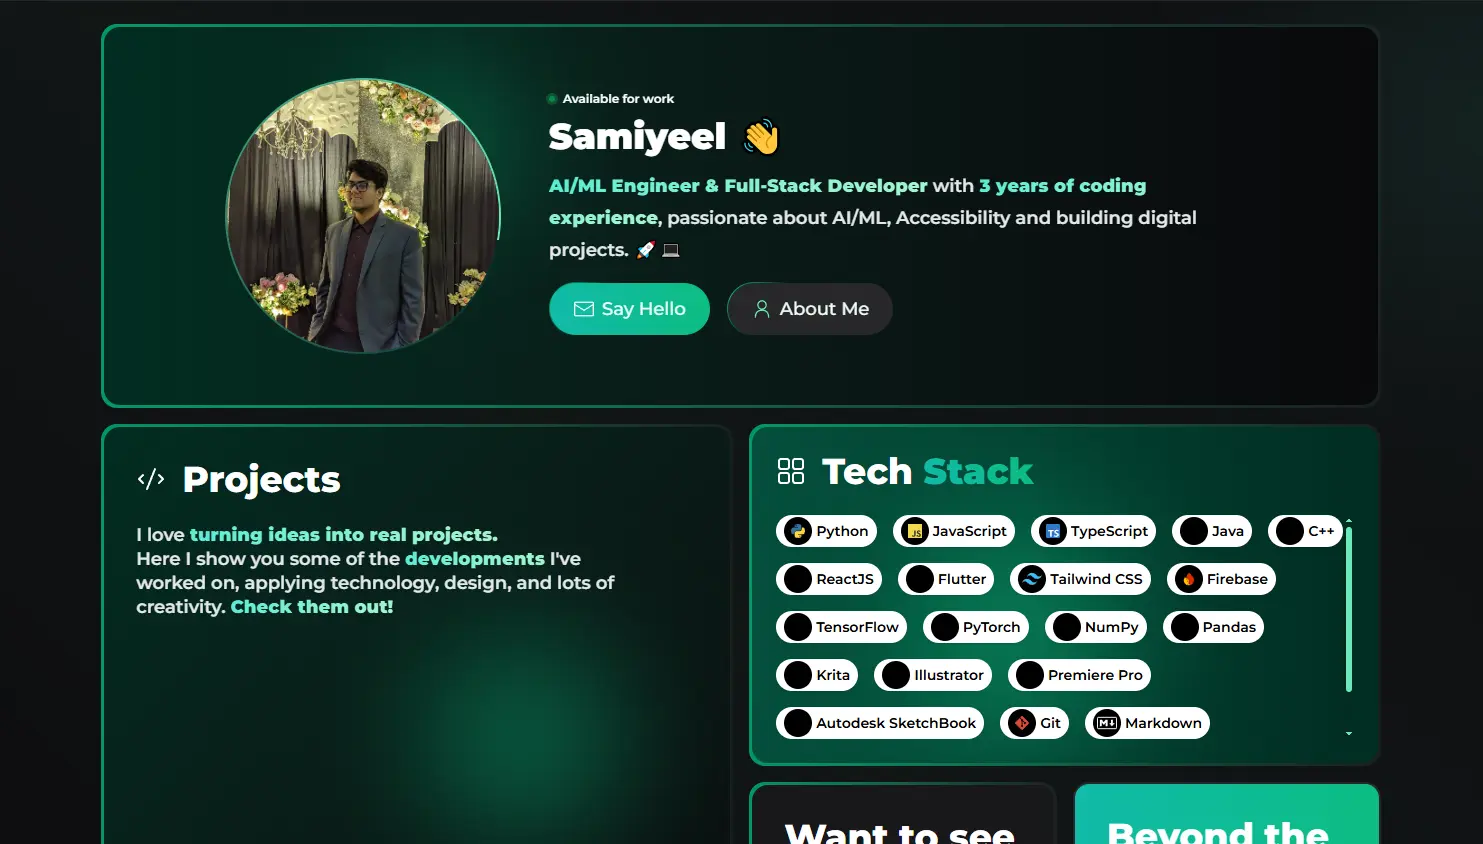 Available for work
Samiyeel 👋
AI/ML Engineer & Full-Stack Developer with 3 years of coding
experience, passionate about AI/ML, Accessibility and building digital
projects. 🚀 💻
Say Hello
About Me
</> Projects
I love turning ideas into real projects.
Here I show you some of the developments I've
worked on, applying technology, design, and lots of
creativity. Check them out!
Tech Stack
Python JS JavaScript TS TypeScript Java C++
ReactJS Flutter Tailwind CSS Firebase
TensorFlow PyTorch NumPy Pandas
Krita Illustrator Premiere Pro
Autodesk SketchBook Git M Markdown
Want to see
Beyond the